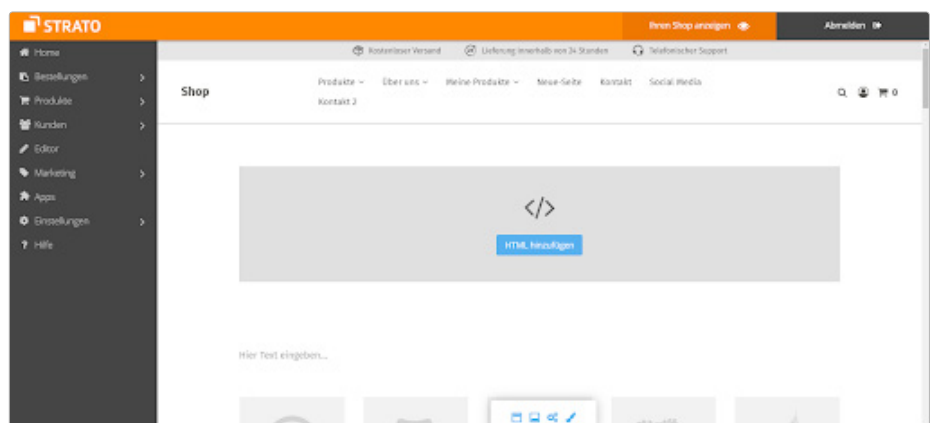 STRATO
Ihren Shop anzeigen
Abmelden
Home
Bestellungen
Produkte
Kunden
Editor
Marketing
Apps
Einstellungen
? Hilfe
Kostenloser Versand
Lieferung innerhalb von 24 Stunden
Telefonischer Support
Shop
Produkte
Über uns
Meine Produkte
Neue-Seite
Kontakt
Social Media
Kontakt 2
0
</>
HTML hinzufügen
Hier Text eingeben...